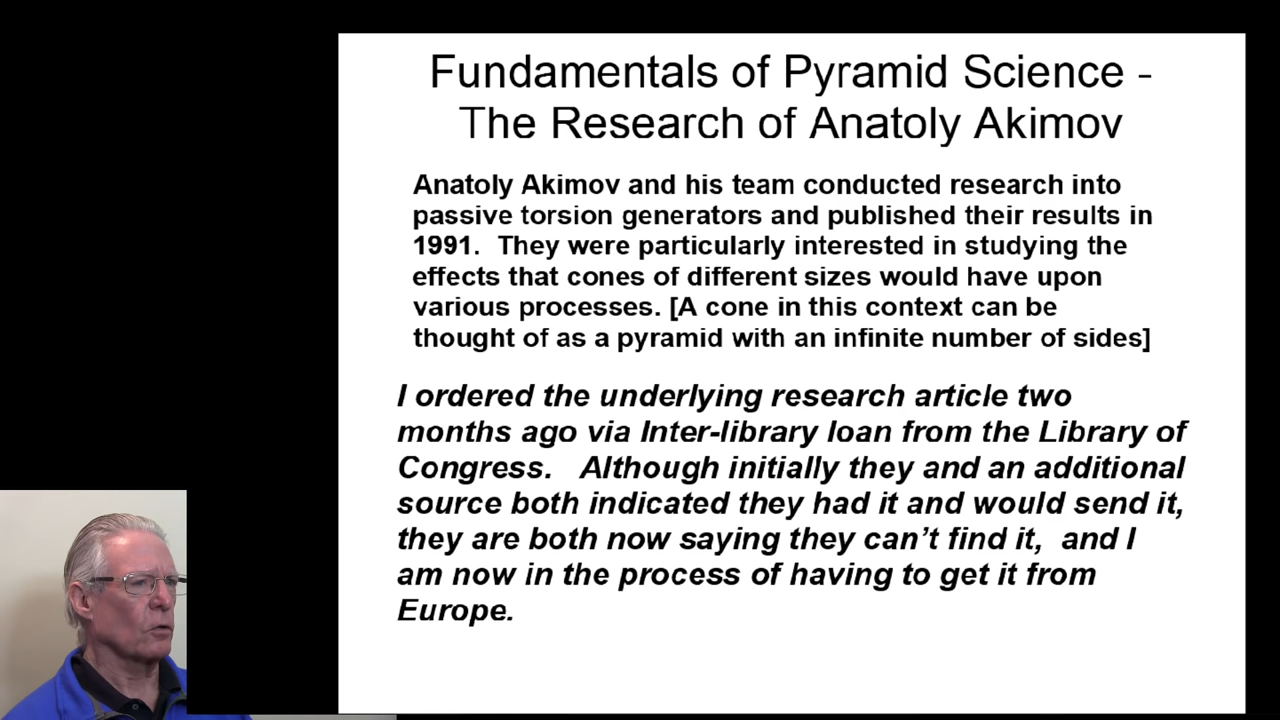 Fundamentals of Pyramid Science -
The Research of Anatoly Akimov
Anatoly Akimov and his team conducted research into
passive torsion generators and published their results in
1991.  They were particularly interested in studying the
effects that cones of different sizes would have upon
various processes. [A cone in this context can be
thought of as a pyramid with an infinite number of sides]
I ordered the underlying research article two
months ago via Inter-library loan from the Library of
Congress.   Although initially they and an additional
source both indicated they had it and would send it,
they are both now saying they can’t find it,  and I
am now in the process of having to get it from
Europe.